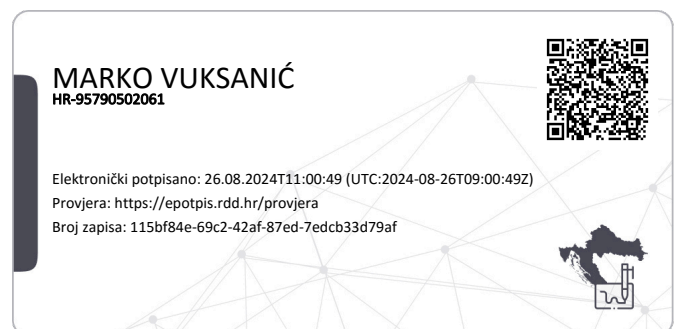 MARKO VUKSANIĆ
HR-95790502061
Elektronički potpisano: 26.08.2024T11:00:49 (UTC:2024-08-26T09:00:49Z)
Provjera: https://epotpis.rdd.hr/provjera
Broj zapisa: 115bf84e-69c2-42af-87ed-7edcb33d79af